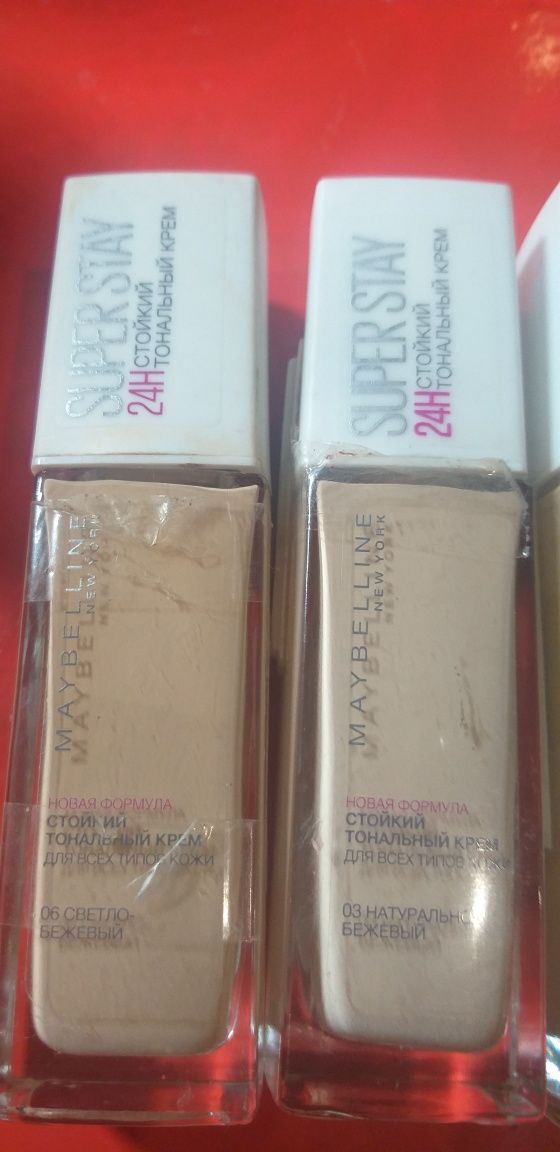 SUPER STAY
24H СТОЙКИЙ
ТОНАЛЬНЫЙ КРЕМ
MAYBELLINE
NEW YORK
НОВАЯ ФОРМУЛА
СТОЙКИЙ
ТОНАЛЬНЫЙ КРЕМ
ДЛЯ ВСЕХ ТИПОВ КОЖИ
06 СВЕТЛО-
БЕЖЕВЫЙ
SUPER STAY
24H СТОЙКИЙ
ТОНАЛЬНЫЙ КРЕМ
MAYBELLINE
NEW YORK
НОВАЯ ФОРМУЛА
СТОЙКИЙ
ТОНАЛЬНЫЙ КРЕМ
ДЛЯ ВСЕХ ТИПОВ КОЖИ
03 НАТУРАЛЬНО
БЕЖЕВЫЙ